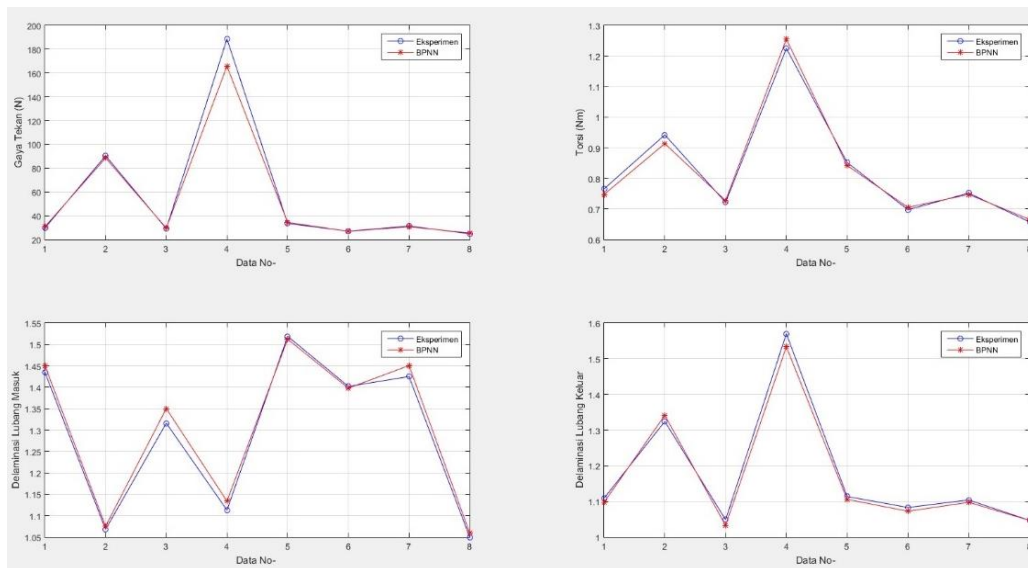 200
180
160
140
120
100
80
60
40
20
Gaya Tekan (N)
Eksperimen
BPNN
1 2 3 4 5 6 7 8
Data No-
1.3
1.2
1.1
1
0.9
0.8
0.7
0.6
Torsi (Nm)
Eksperimen
BPNN
1 2 3 4 5 6 7 8
Data No-
1.55
1.5
1.45
1.4
1.35
1.3
1.25
1.2
1.15
1.1
1.05
Delaminasi Lubang Masuk
Eksperimen
BPNN
1 2 3 4 5 6 7 8
Data No-
1.6
1.5
1.4
1.3
1.2
1.1
1
Delaminasi Lubang Keluar
Eksperimen
BPNN
1 2 3 4 5 6 7 8
Data No-